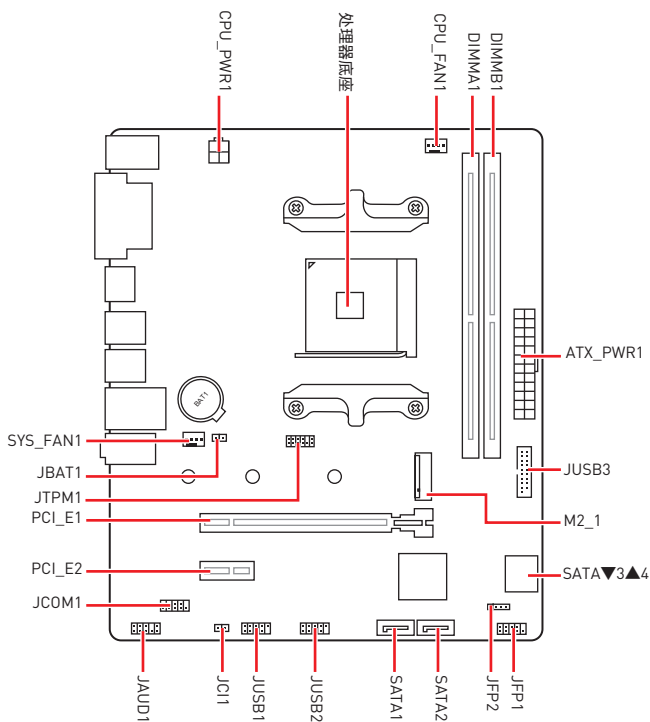 CPU_PWR1
处理器底座
CPU_FAN1
DIMMA1
DIMMB1
ATX_PWR1
BAT1
SYS_FAN1
JBAT1
JTPM1
PCI_E1
PCI_E2
JCOM1
JUSB3
M2_1
SATA▼3▲4
JAUD1
JCI1
JUSB1
JUSB2
SATA1
SATA2
JFP2
JFP1